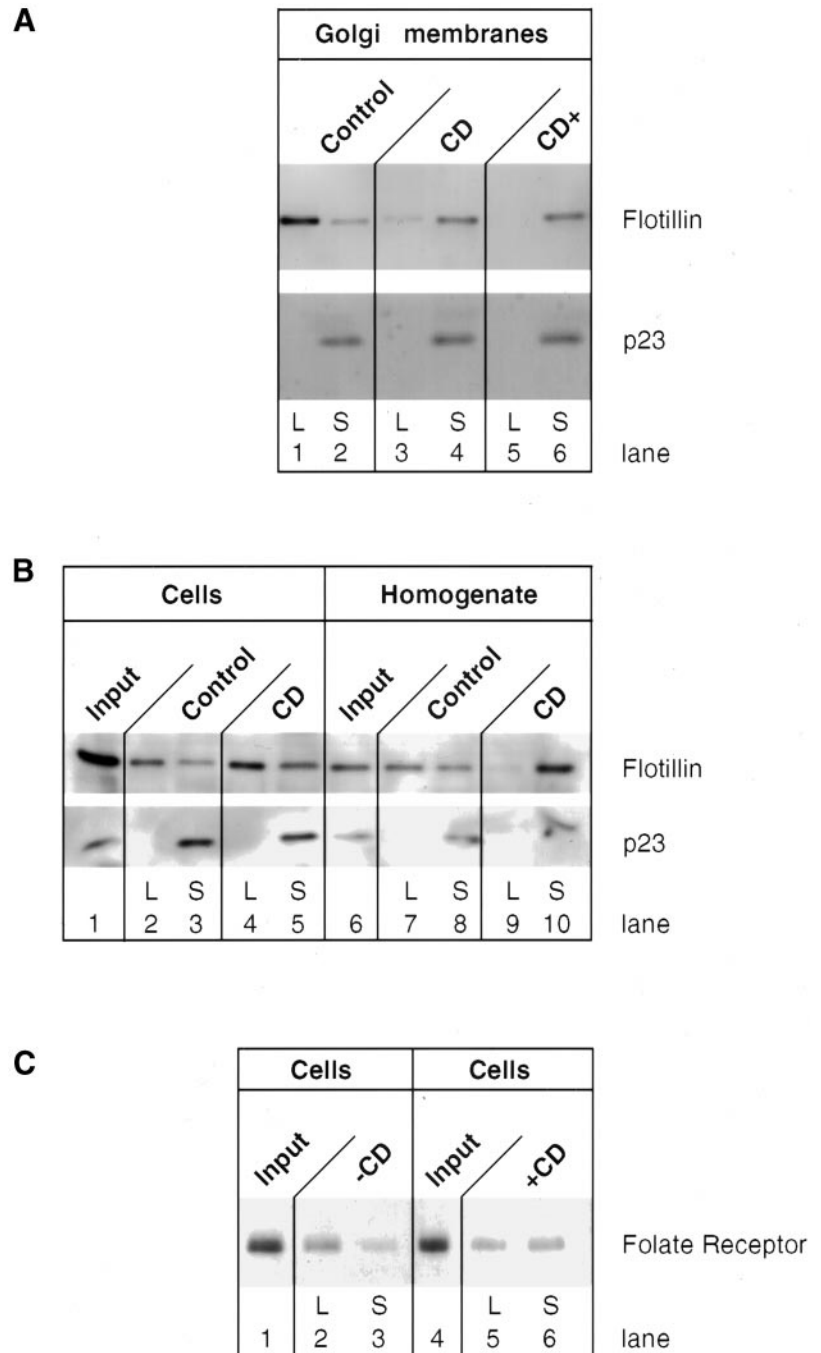 A
Golgi membranes
Control CD CD+
Flotillin
p23
L S L S L S
1 2 3 4 5 6 lane
B
Cells Homogenate
Input Control CD Input Control CD
Flotillin
p23
L S L S L S L S
1 2 3 4 5 6 7 8 9 10 lane
C
Cells Cells
Input -CD Input +CD
Folate Receptor
L S L S
1 2 3 4 5 6 lane